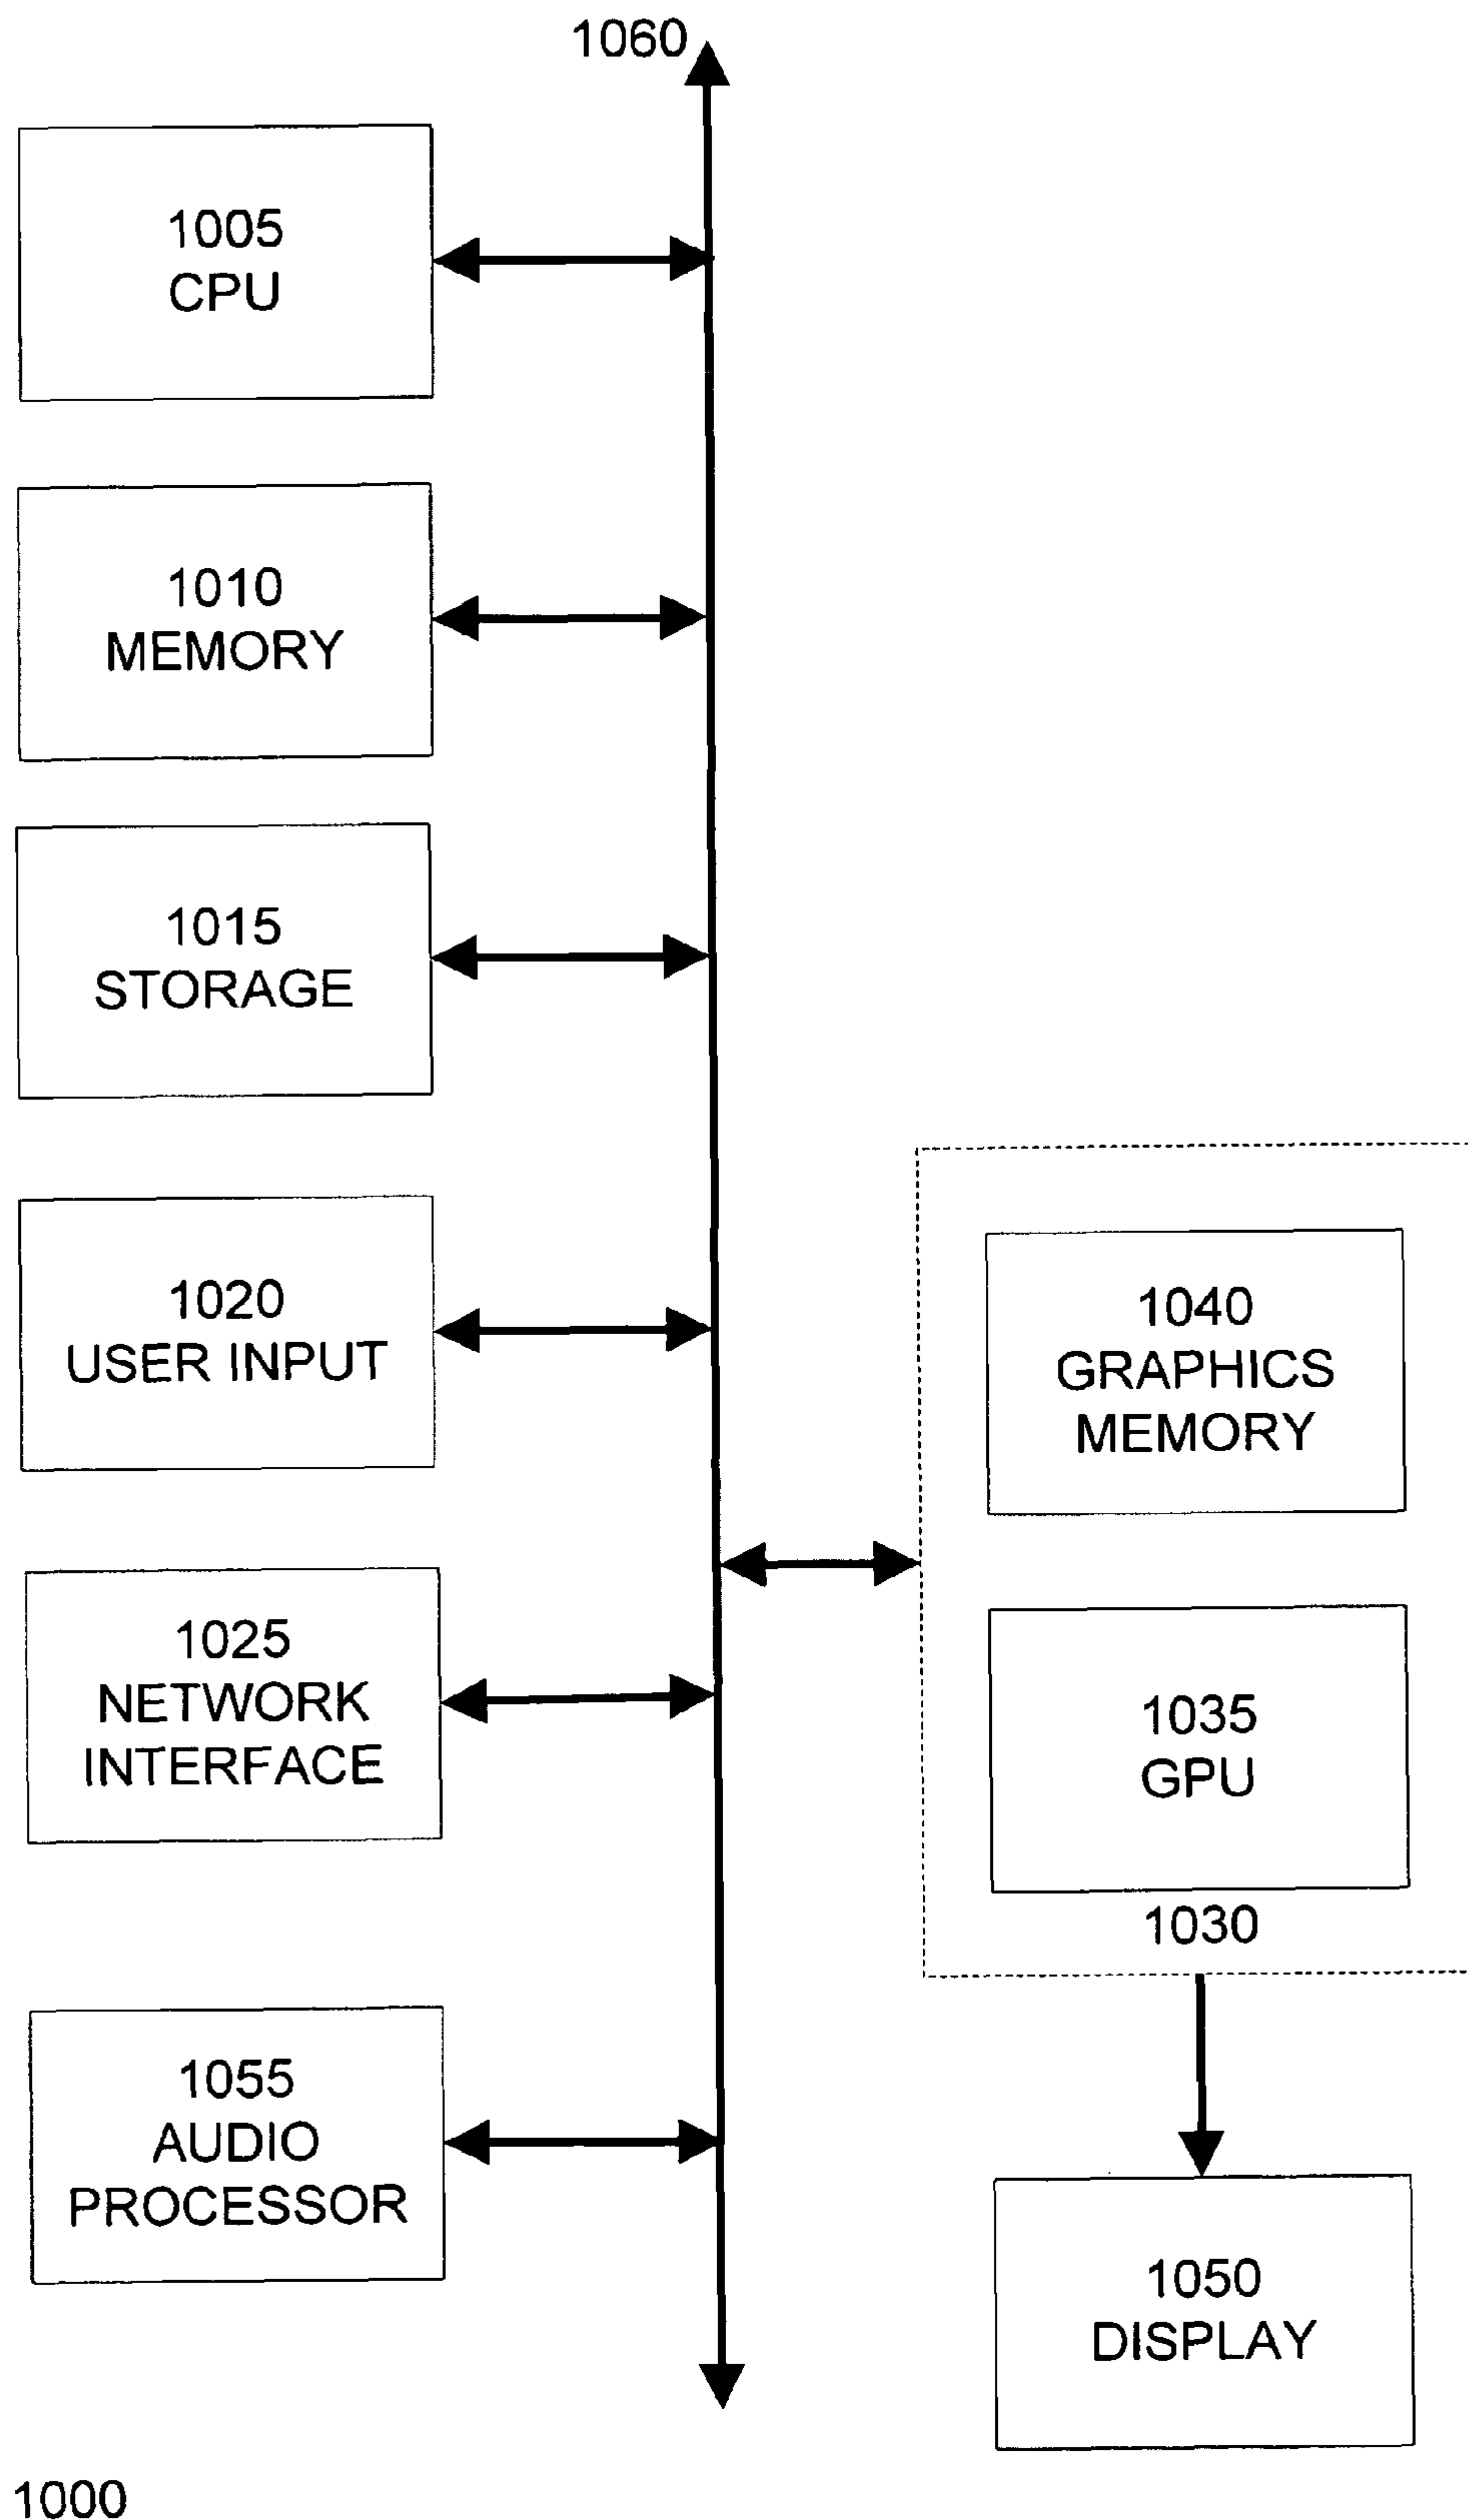 1060
1005
CPU
1010
MEMORY
1015
STORAGE
1020
USER INPUT
1025
NETWORK
INTERFACE
1055
AUDIO
PROCESSOR
1040
GRAPHICS
MEMORY
1035
GPU
1030
1050
DISPLAY
1000